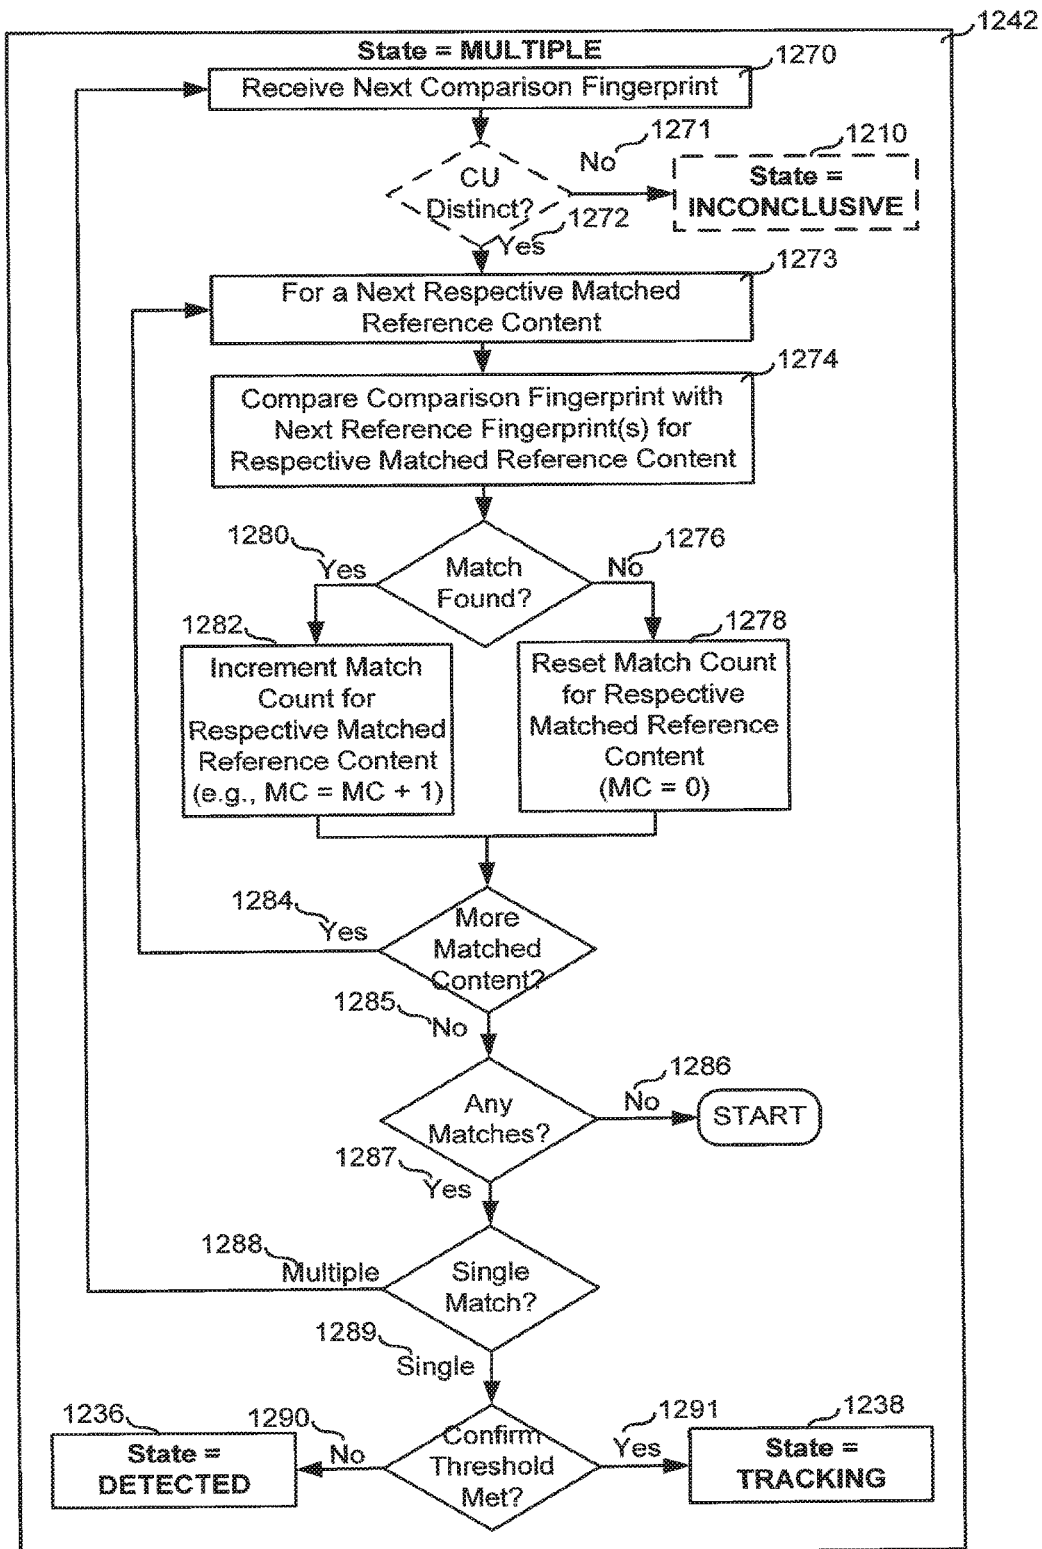 1242
State = MULTIPLE
1270
Receive Next Comparison Fingerprint
1271
No
1210
CU
Distinct?
State =
INCONCLUSIVE
1272
Yes
1273
For a Next Respective Matched
Reference Content
1274
Compare Comparison Fingerprint with
Next Reference Fingerprint(s) for
Respective Matched Reference Content
1280
Yes
1276
No
Match
Found?
1282
Increment Match
Count for
Respective Matched
Reference Content
(e.g., MC = MC + 1)
1278
Reset Match Count
for Respective
Matched Reference
Content
(MC = 0)
1284
Yes
More
Matched
Content?
1285
No
1286
No
Any
Matches?
START
1287
Yes
1288
Multiple
Single
Match?
1289
Single
1236
State =
DETECTED
1290
No
Confirm
Threshold
Met?
1291
Yes
1238
State =
TRACKING